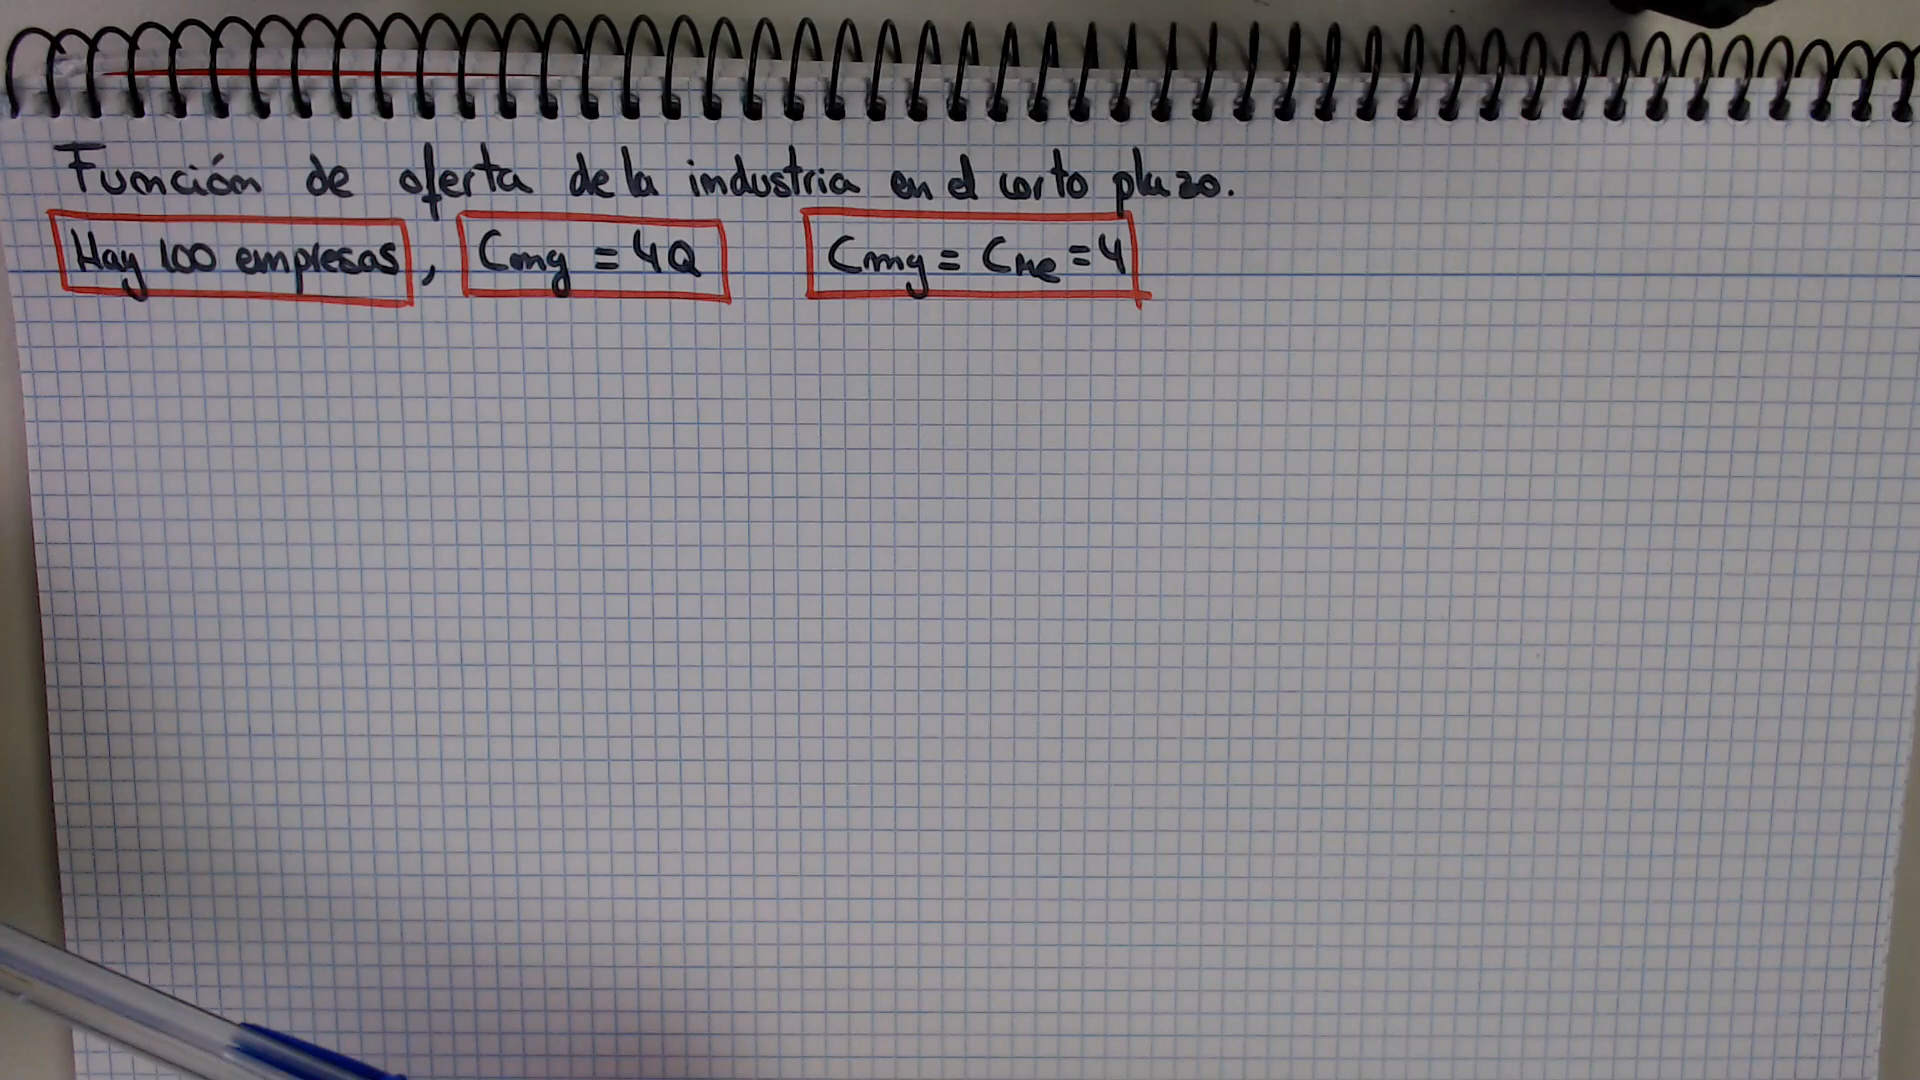 Función de oferta de la industria en el corto plazo.
Hay 100 empresas, Cmg = 4Q Cmg = CMe = 4